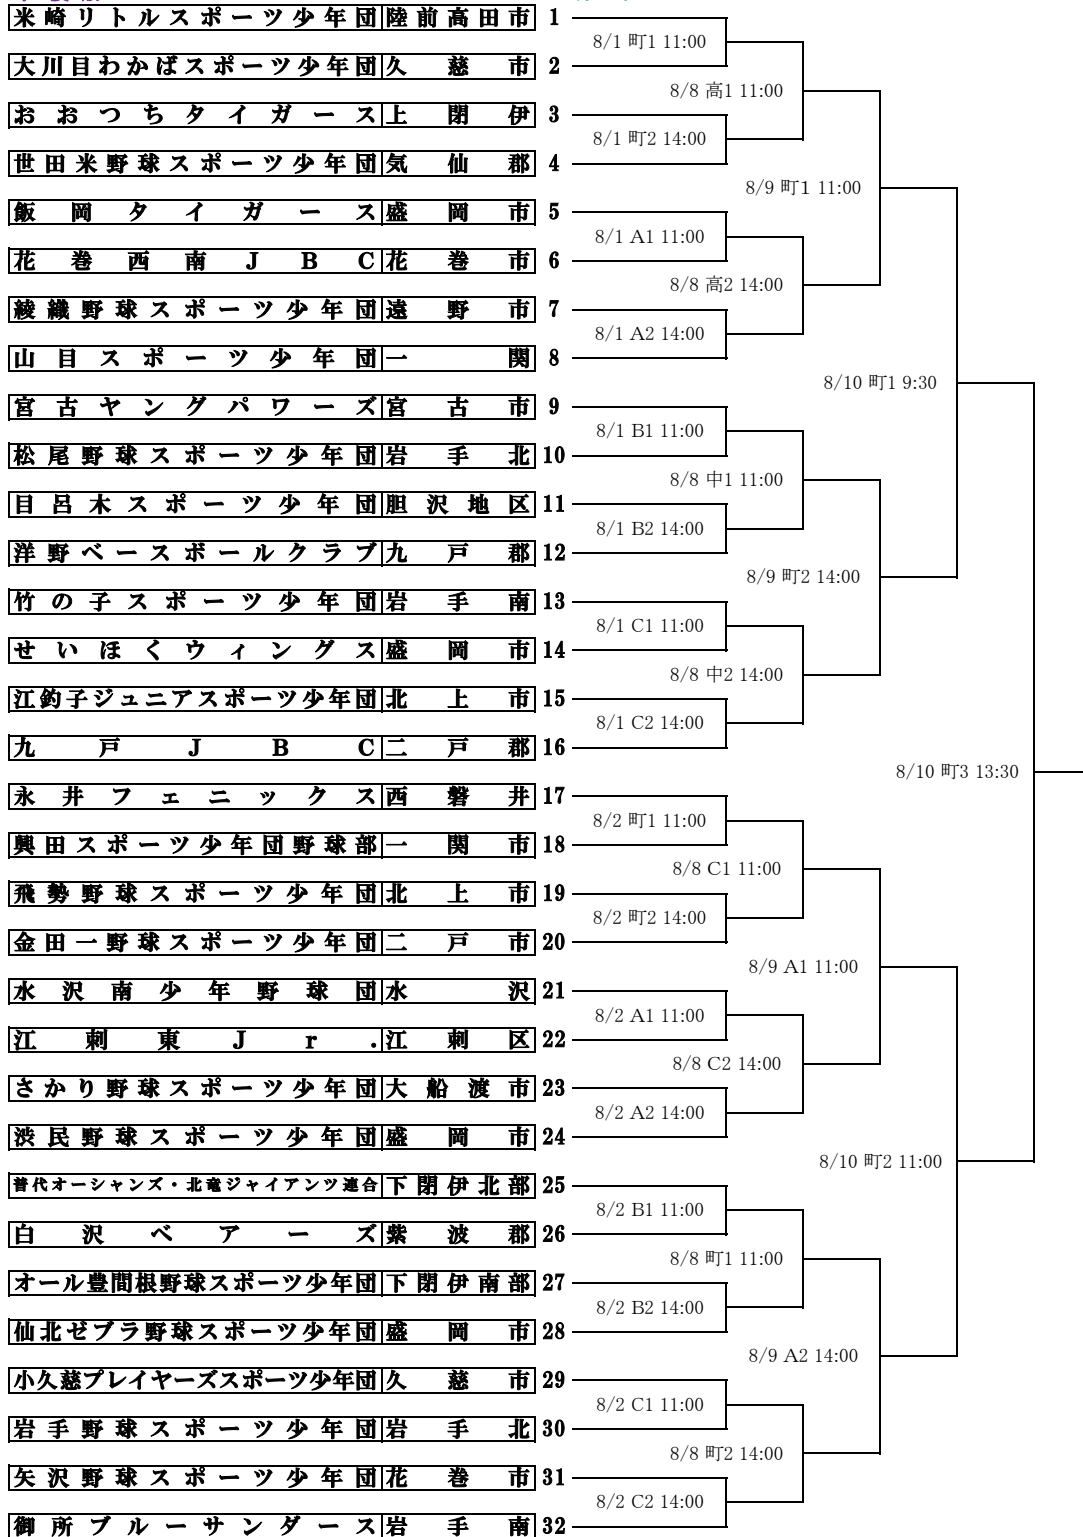 米崎リトルスポーツ少年団 陸前高田市 1
8/1 町1 11:00
大川目わかばスポーツ少年団 久慈市 2
8/8 高1 11:00
おおつちタイガース 上閉伊 3
8/1 町2 14:00
世田米野球スポーツ少年団 気仙郡 4
8/9 町1 11:00
飯岡タイガース 盛岡市 5
8/1 A1 11:00
花巻西南JBC 花巻市 6
8/8 高2 14:00
綾織野球スポーツ少年団 遠野市 7
8/1 A2 14:00
山目スポーツ少年団 一関 8
8/10 町1 9:30
宮古ヤングパワーズ 宮古市 9
8/1 B1 11:00
松尾野球スポーツ少年団 岩手北 10
8/8 中1 11:00
目呂木スポーツ少年団 胆沢地区 11
8/1 B2 14:00
洋野ベースボールクラブ 九戸郡 12
8/9 町2 14:00
竹の子スポーツ少年団 岩手南 13
8/1 C1 11:00
せいほくウィングス 盛岡市 14
8/8 中2 14:00
江釣子ジュニアスポーツ少年団 北上市 15
8/1 C2 14:00
九戸JBC 二戸郡 16
8/10 町3 13:30
永井フェニックス 西磐井 17
8/2 町1 11:00
興田スポーツ少年団野球部 一関市 18
8/8 C1 11:00
飛勢野球スポーツ少年団 北上市 19
8/2 町2 14:00
金田一野球スポーツ少年団 二戸市 20
8/9 A1 11:00
水沢南少年野球団 水沢 21
8/2 A1 11:00
江刺東Jr. 江刺区 22
8/8 C2 14:00
さかり野球スポーツ少年団 大船渡市 23
8/2 A2 14:00
渋民野球スポーツ少年団 盛岡市 24
8/10 町2 11:00
普代オーシャンズ・北竜ジャイアンツ連合 下閉伊北部 25
8/2 B1 11:00
白沢ベアーズ 紫波郡 26
8/8 町1 11:00
オール豊間根野球スポーツ少年団 下閉伊南部 27
8/2 B2 14:00
仙北ゼブラ野球スポーツ少年団 盛岡市 28
8/9 A2 14:00
小久慈プレイヤーズスポーツ少年団 久慈市 29
8/2 C1 11:00
岩手野球スポーツ少年団 岩手北 30
8/8 町2 14:00
矢沢野球スポーツ少年団 花巻市 31
8/2 C2 14:00
御所ブルーサンダース 岩手南 32